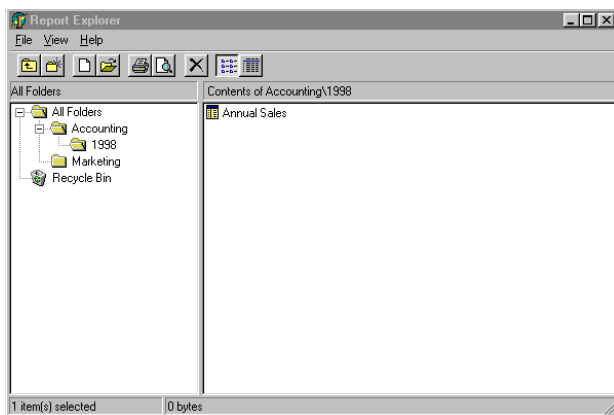 Report Explorer
File View Help
All Folders
Contents of Accounting\1998
All Folders
Accounting
1998
Marketing
Recycle Bin
Annual Sales
1 item(s) selected
0 bytes